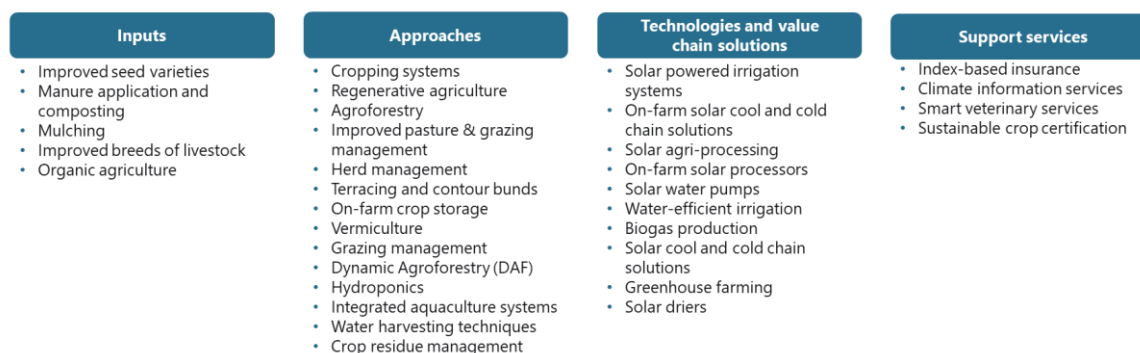 Inputs
• Improved seed varieties
• Manure application and
composting
• Mulching
• Improved breeds of livestock
• Organic agriculture
Approaches
• Cropping systems
• Regenerative agriculture
• Agroforestry
• Improved pasture & grazing
management
• Herd management
• Terracing and contour bunds
• On-farm crop storage
• Vermiculture
• Grazing management
• Dynamic Agroforestry (DAF)
• Hydroponics
• Integrated aquaculture systems
• Water harvesting techniques
• Crop residue management
Technologies and value
chain solutions
• Solar powered irrigation
systems
• On-farm solar cool and cold
chain solutions
• Solar agri-processing
• On-farm solar processors
• Solar water pumps
• Water-efficient irrigation
• Biogas production
• Solar cool and cold chain
solutions
• Greenhouse farming
• Solar driers
Support services
• Index-based insurance
• Climate information services
• Smart veterinary services
• Sustainable crop certification